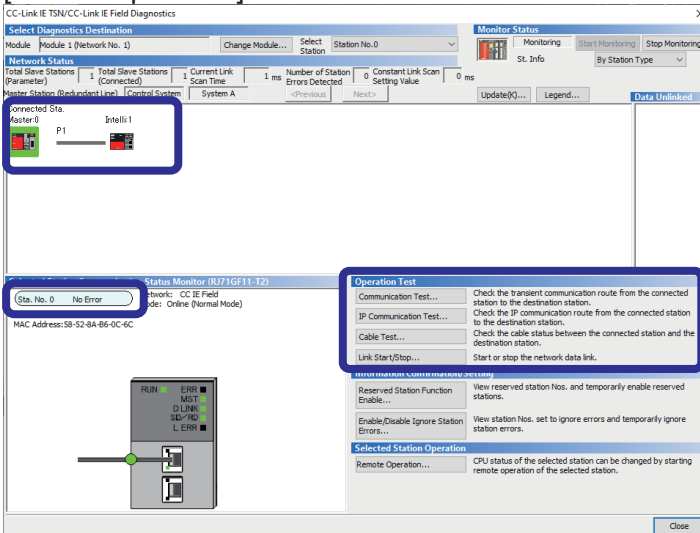 CC-Link IE TSN/CC-Link IE Field Diagnostics
Select Diagnostics Destination
Module Module 1 (Network No. 1) Change Module... Select Station Station No.0
Monitor Status
Monitoring Start Monitoring Stop Monitoring
St. Info By Station Type
Network Status
Total Slave Stations (Parameter) 1 Total Slave Stations (Connected) 1 Current Link Scan Time 1 ms Number of Station Errors Detected 0 Constant Link Scan Setting Value 0 ms
Master Station (Redundant Line) Control System System A <Previous Next>
Update(K)... Legend...
Data Unlinked
Connected Sta.
Master:0 Intelli:1
P1
Status Monitor (RJ71GF11-T2)
Sta. No. 0 No Error
CC IE Field
Online (Normal Mode)
MAC Address:58-52-8A-B6-0C-6C
RUN ERR
MST
D LINK
SD/RD
L ERR
Operation Test
Communication Test... Check the transient communication route from the connected
station to the destination station.
IP Communication Test... Check the IP communication route from the connected station
to the destination station.
Cable Test... Check the cable status between the connected station and the
destination station.
Link Start/Stop... Start or stop the network data link.
Reserved Station Function Enable... View reserved station Nos. and temporarily enable reserved
stations.
Enable/Disable Ignore Station Errors... View station Nos. set to ignore errors and temporarily ignore
station errors.
Selected Station Operation
Remote Operation... CPU status of the selected station can be changed by starting
remote operation of the selected station.
Close